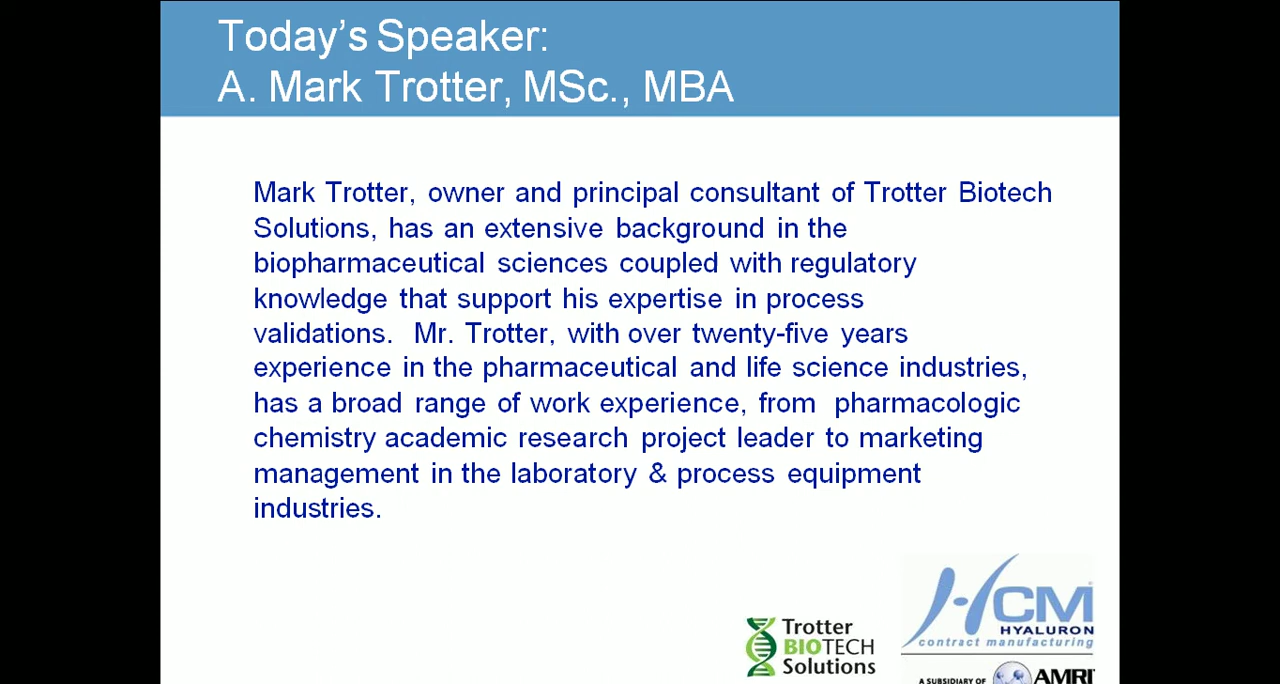 Today's Speaker:
A. Mark Trotter, MSc., MBA
Mark Trotter, owner and principal consultant of Trotter Biotech
Solutions, has an extensive background in the
biopharmaceutical sciences coupled with regulatory
knowledge that support his expertise in process
validations. Mr. Trotter, with over twenty-five years
experience in the pharmaceutical and life science industries,
has a broad range of work experience, from pharmacologic
chemistry academic research project leader to marketing
management in the laboratory & process equipment
industries.
Trotter
BIOTECH
Solutions
HCM
HYALURON
contract manufacturing
A SUBSIDIARY OF AMRI